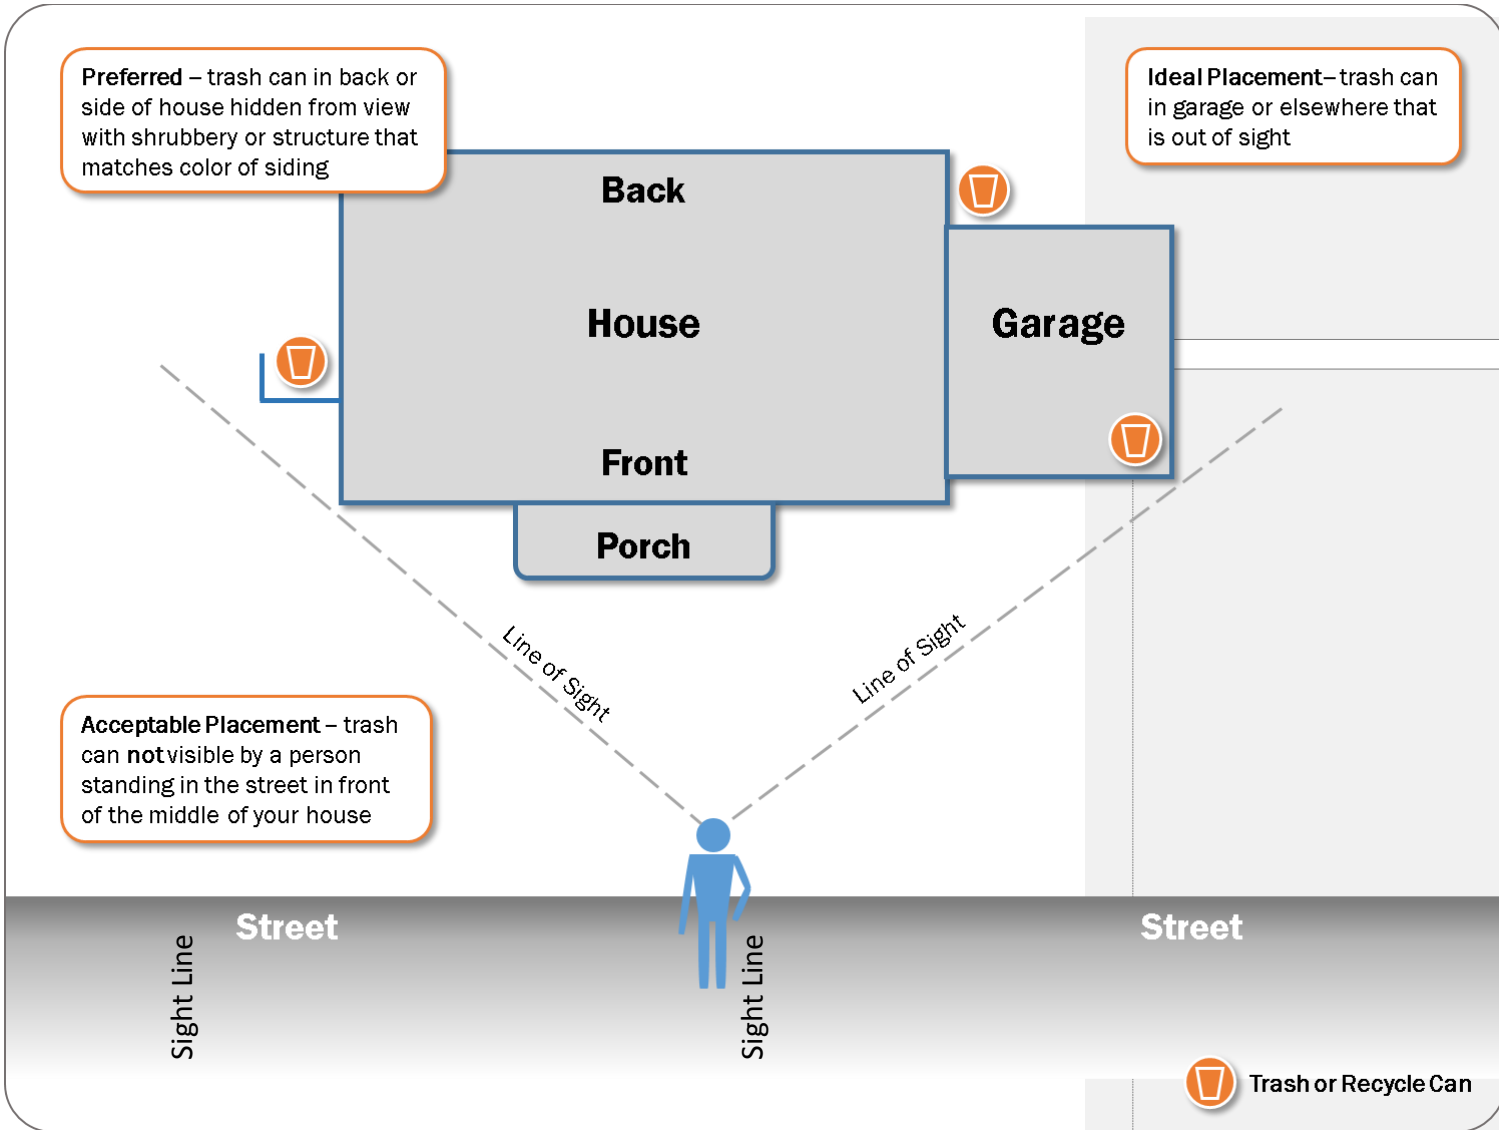 Preferred – trash can in back or
side of house hidden from view
with shrubbery or structure that
matches color of siding
Ideal Placement– trash can
in garage or elsewhere that
is out of sight
Back
House
Garage
Front
Porch
Line of Sight
Line of Sight
Acceptable Placement – trash
can not visible by a person
standing in the street in front
of the middle of your house
Street
Street
Sight Line
Sight Line
Trash or Recycle Can